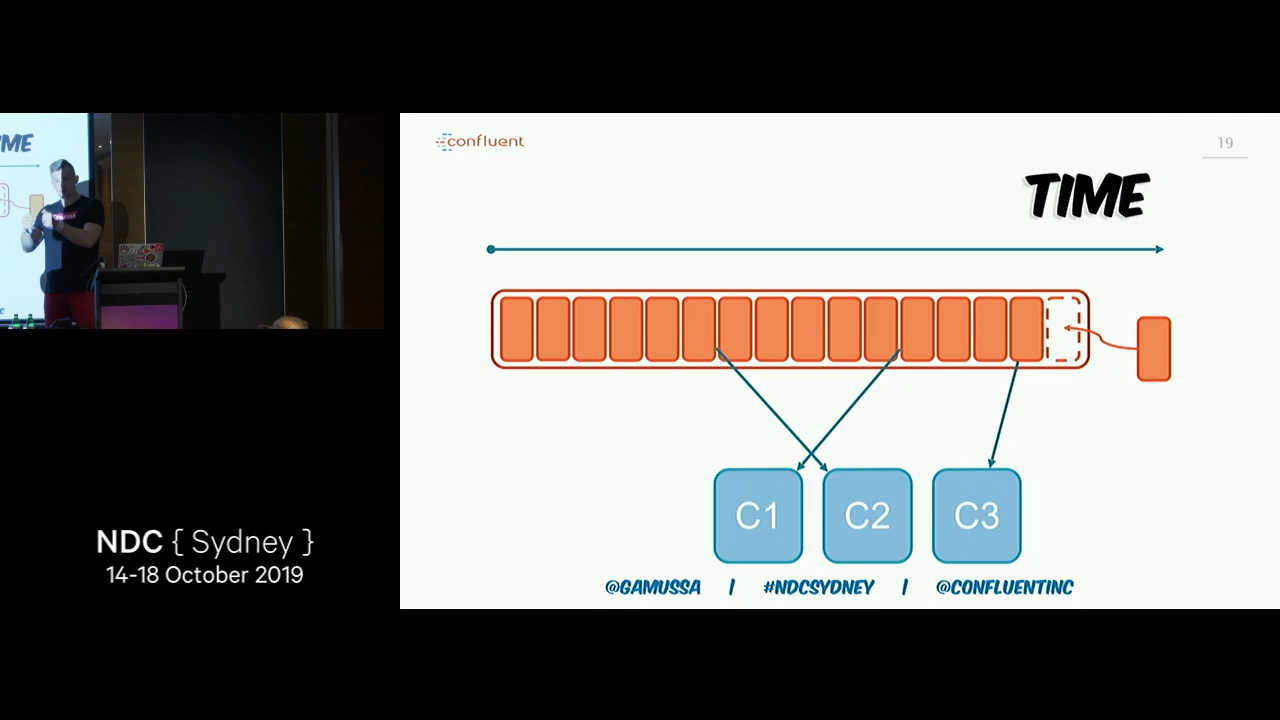 confluent
19
TIME
C1 C2 C3
@GAMUSSA | #NDCSYDNEY | @CONFLUENTINC
NDC { Sydney }
14-18 October 2019